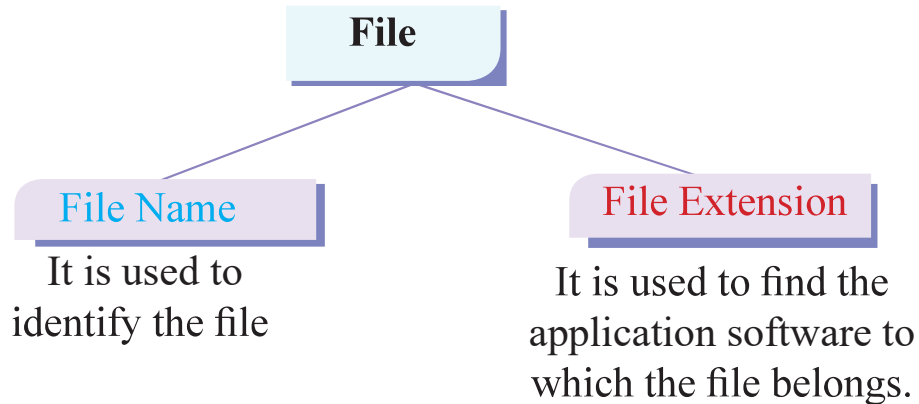 File
File Name
It is used to
identify the file
File Extension
It is used to find the
application software to
which the file belongs.